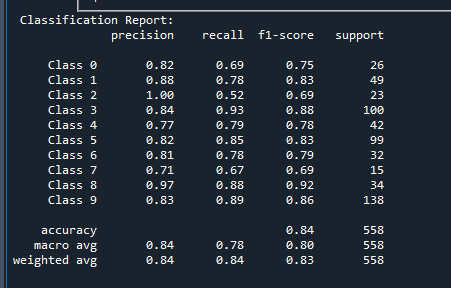 Classification Report:
precision recall f1-score support
Class 0 0.82 0.69 0.75 26
Class 1 0.88 0.78 0.83 49
Class 2 1.00 0.52 0.69 23
Class 3 0.84 0.93 0.88 100
Class 4 0.77 0.79 0.78 42
Class 5 0.82 0.85 0.83 99
Class 6 0.81 0.78 0.79 32
Class 7 0.71 0.67 0.69 15
Class 8 0.97 0.88 0.92 34
Class 9 0.83 0.89 0.86 138
accuracy 0.84 558
macro avg 0.84 0.78 0.80 558
weighted avg 0.84 0.84 0.83 558